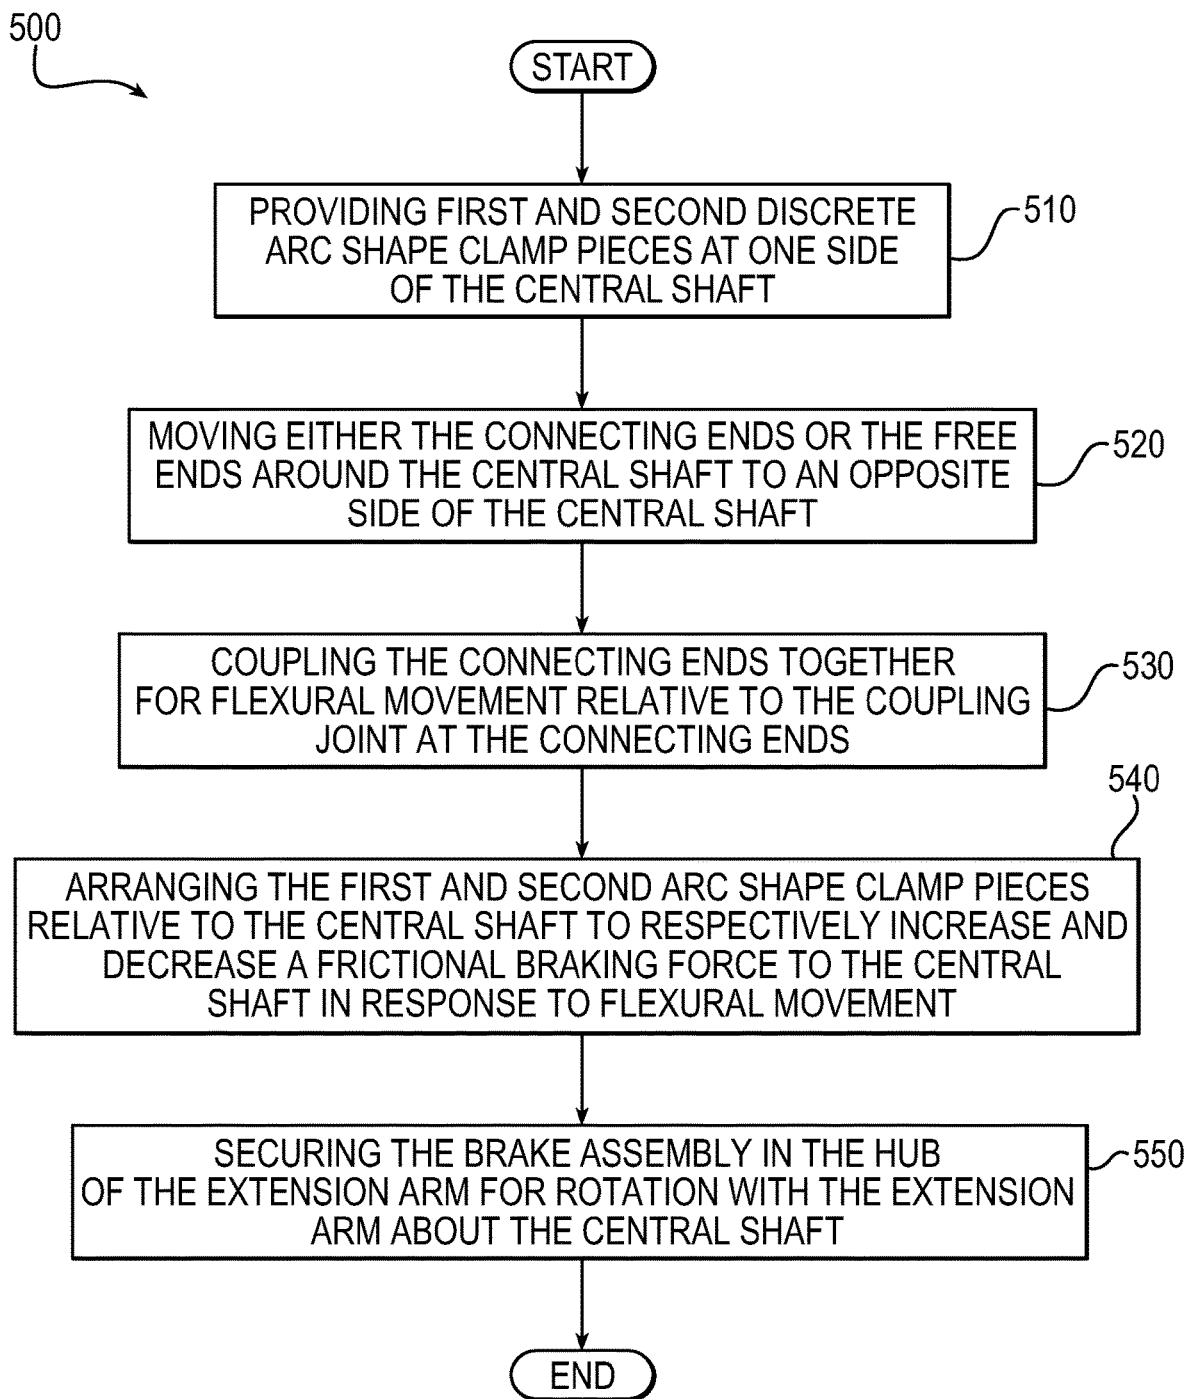 500
START
PROVIDING FIRST AND SECOND DISCRETE
ARC SHAPE CLAMP PIECES AT ONE SIDE
OF THE CENTRAL SHAFT
510
MOVING EITHER THE CONNECTING ENDS OR THE FREE
ENDS AROUND THE CENTRAL SHAFT TO AN OPPOSITE
SIDE OF THE CENTRAL SHAFT
520
COUPLING THE CONNECTING ENDS TOGETHER
FOR FLEXURAL MOVEMENT RELATIVE TO THE COUPLING
JOINT AT THE CONNECTING ENDS
530
540
ARRANGING THE FIRST AND SECOND ARC SHAPE CLAMP PIECES
RELATIVE TO THE CENTRAL SHAFT TO RESPECTIVELY INCREASE AND
DECREASE A FRICTIONAL BRAKING FORCE TO THE CENTRAL
SHAFT IN RESPONSE TO FLEXURAL MOVEMENT
SECURING THE BRAKE ASSEMBLY IN THE HUB
OF THE EXTENSION ARM FOR ROTATION WITH THE EXTENSION
ARM ABOUT THE CENTRAL SHAFT
550
END